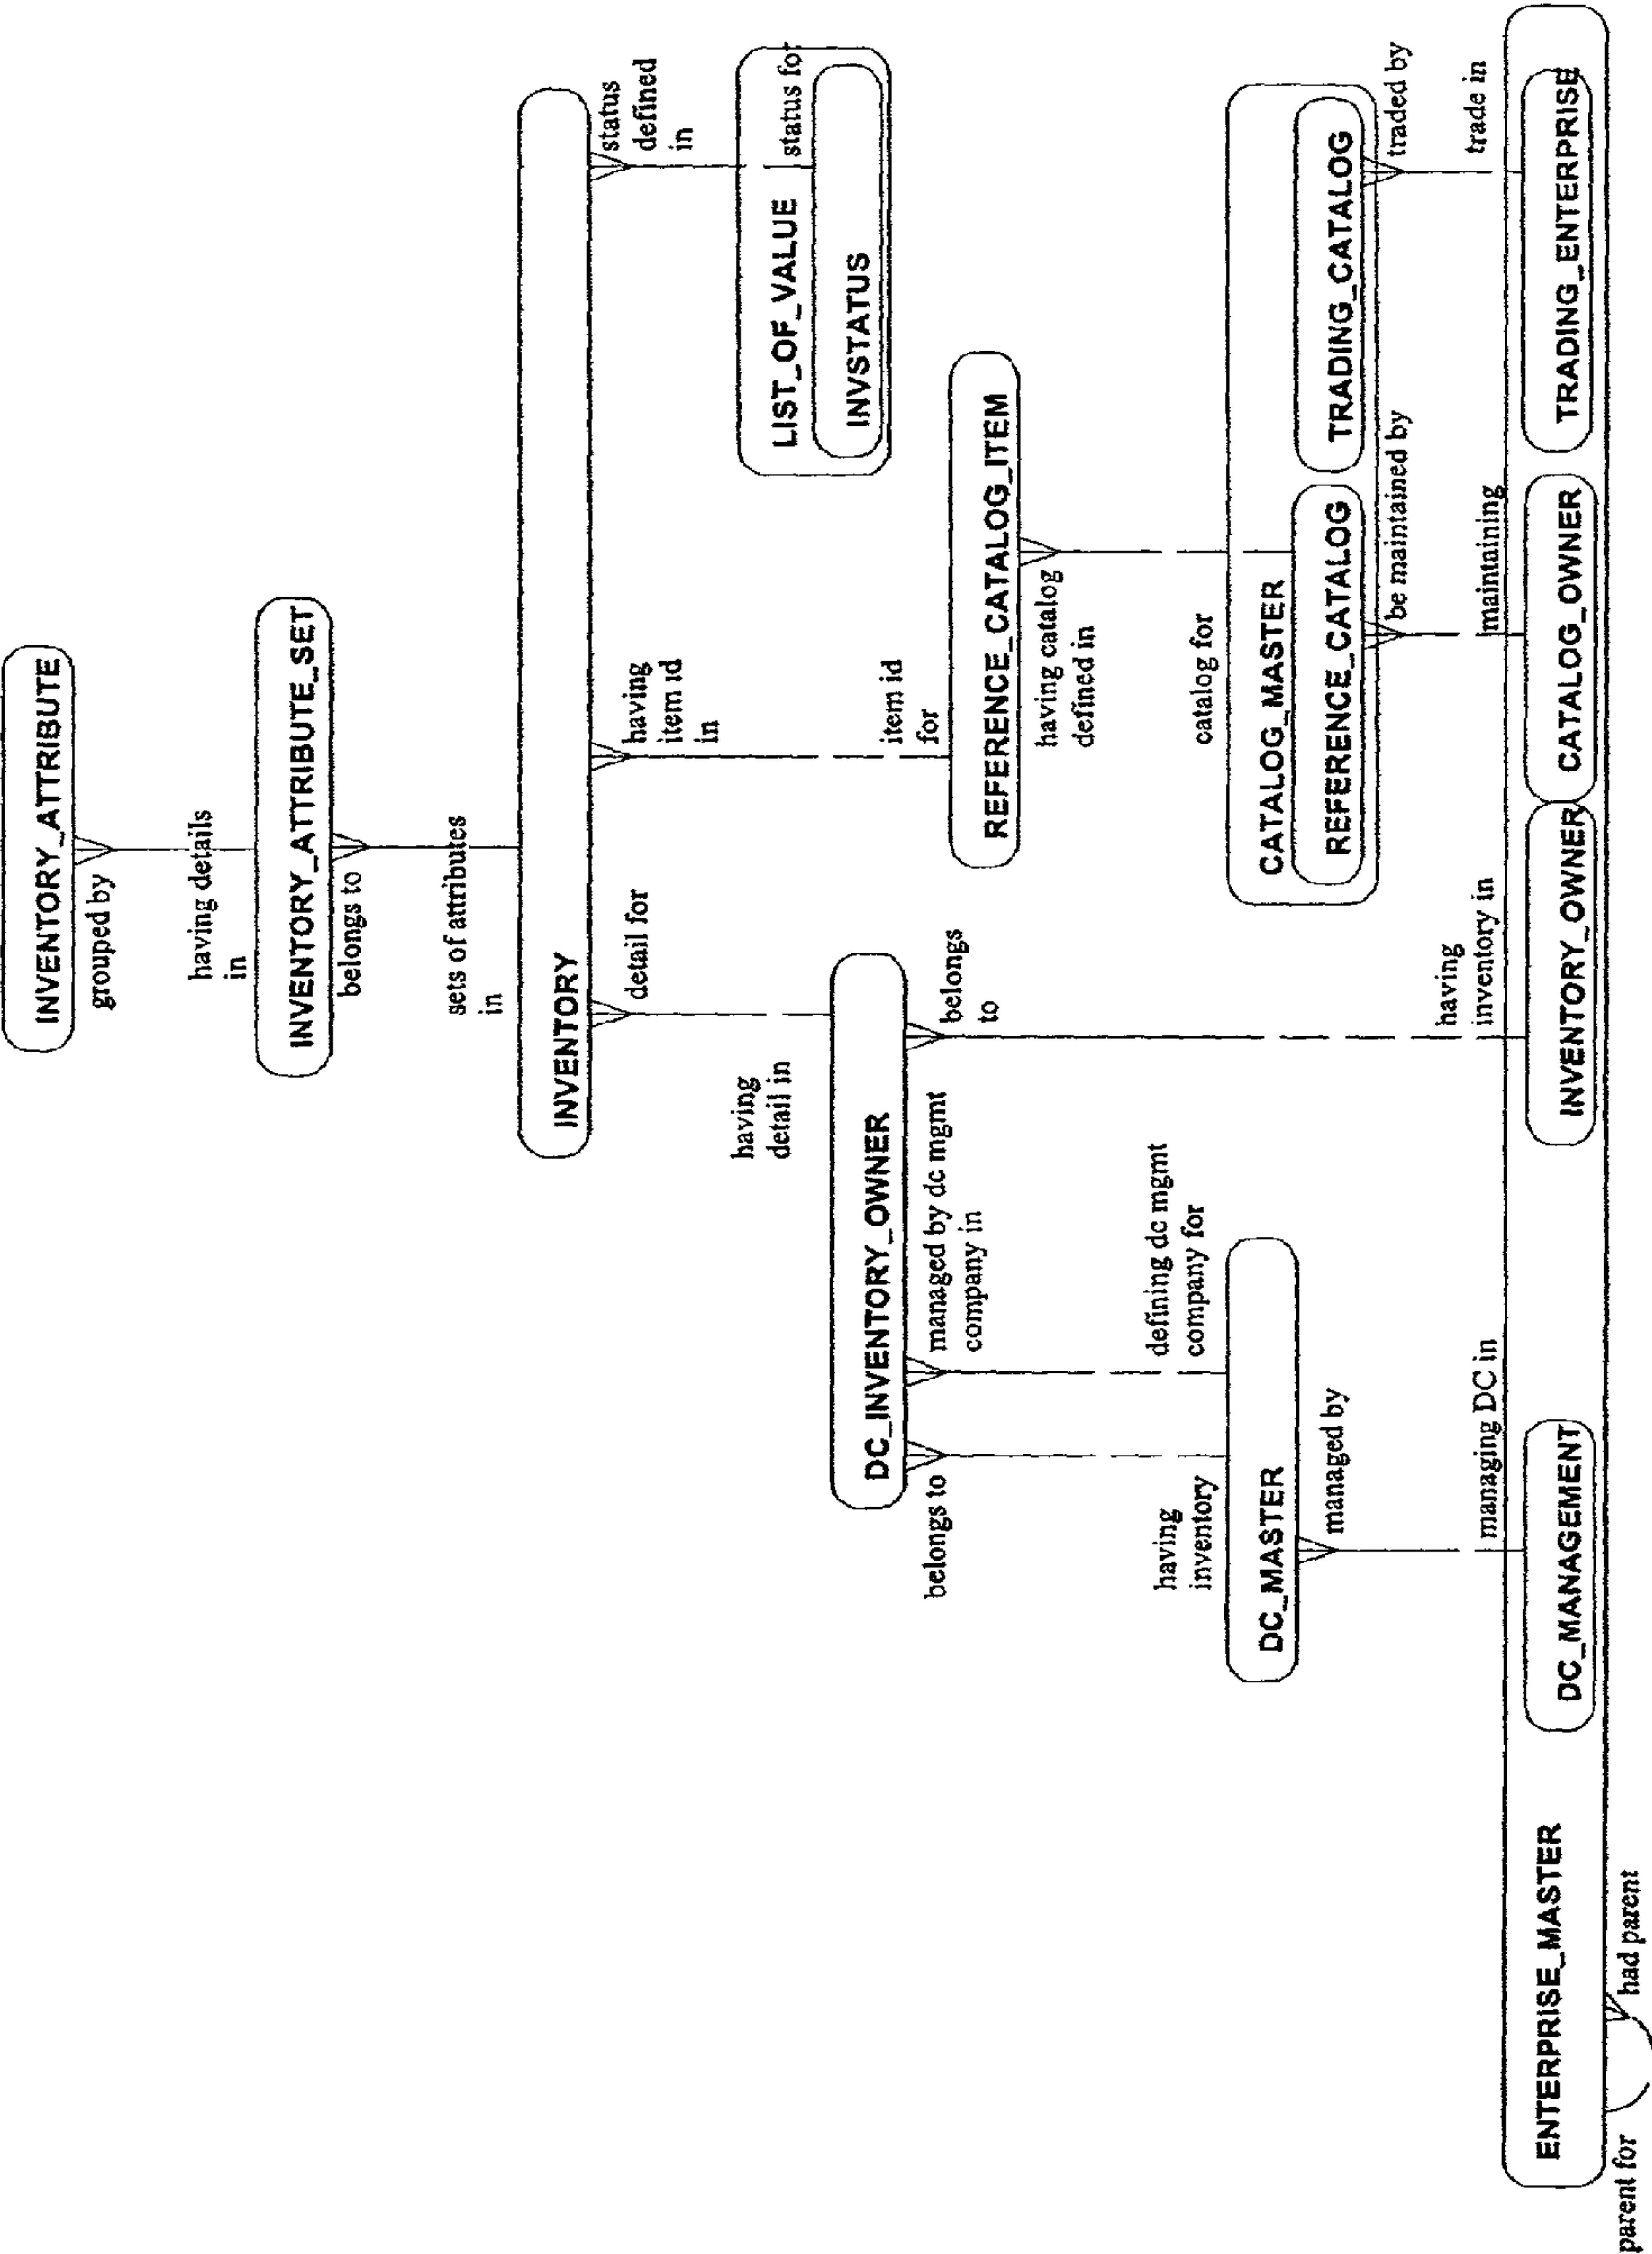 INVENTORY_ATTRIBUTE
grouped by
having details
in
INVENTORY_ATTRIBUTE_SET
belongs to
sets of attributes
in
INVENTORY
detail for
having
item id
in
status
defined
in
having
detail in
item id
for
LIST_OF_VALUE
status for
INVSTATUS
DC_INVENTORY_OWNER
belongs to
managed by dc mgmt
company in
belongs
to
REFERENCE_CATALOG_ITEM
having catalog
defined in
having
inventory
defining dc mgmt
company for
catalog for
DC_MASTER
managed by
CATALOG_MASTER
REFERENCE_CATALOG
TRADING_CATALOG
be maintained by
traded by
managing DC in
having
inventory in
maintaining
trade in
ENTERPRISE_MASTER
DC_MANAGEMENT
INVENTORY_OWNER
CATALOG_OWNER
TRADING_ENTERPRISE
parent for
had parent